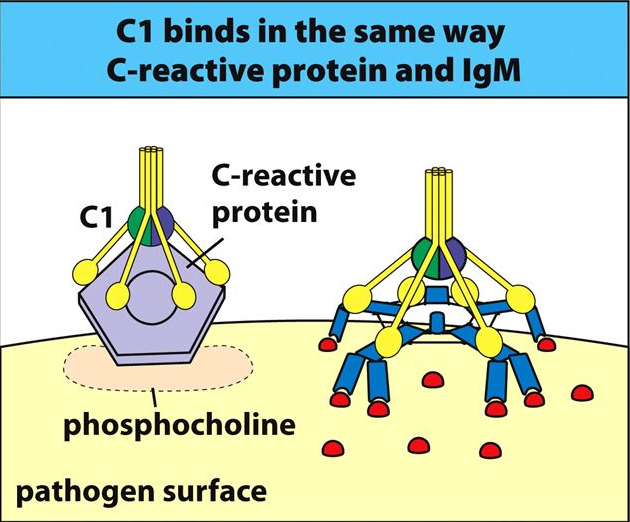 C1 binds in the same way
C-reactive protein and IgM
C-reactive
protein
C1
phosphocholine
pathogen surface